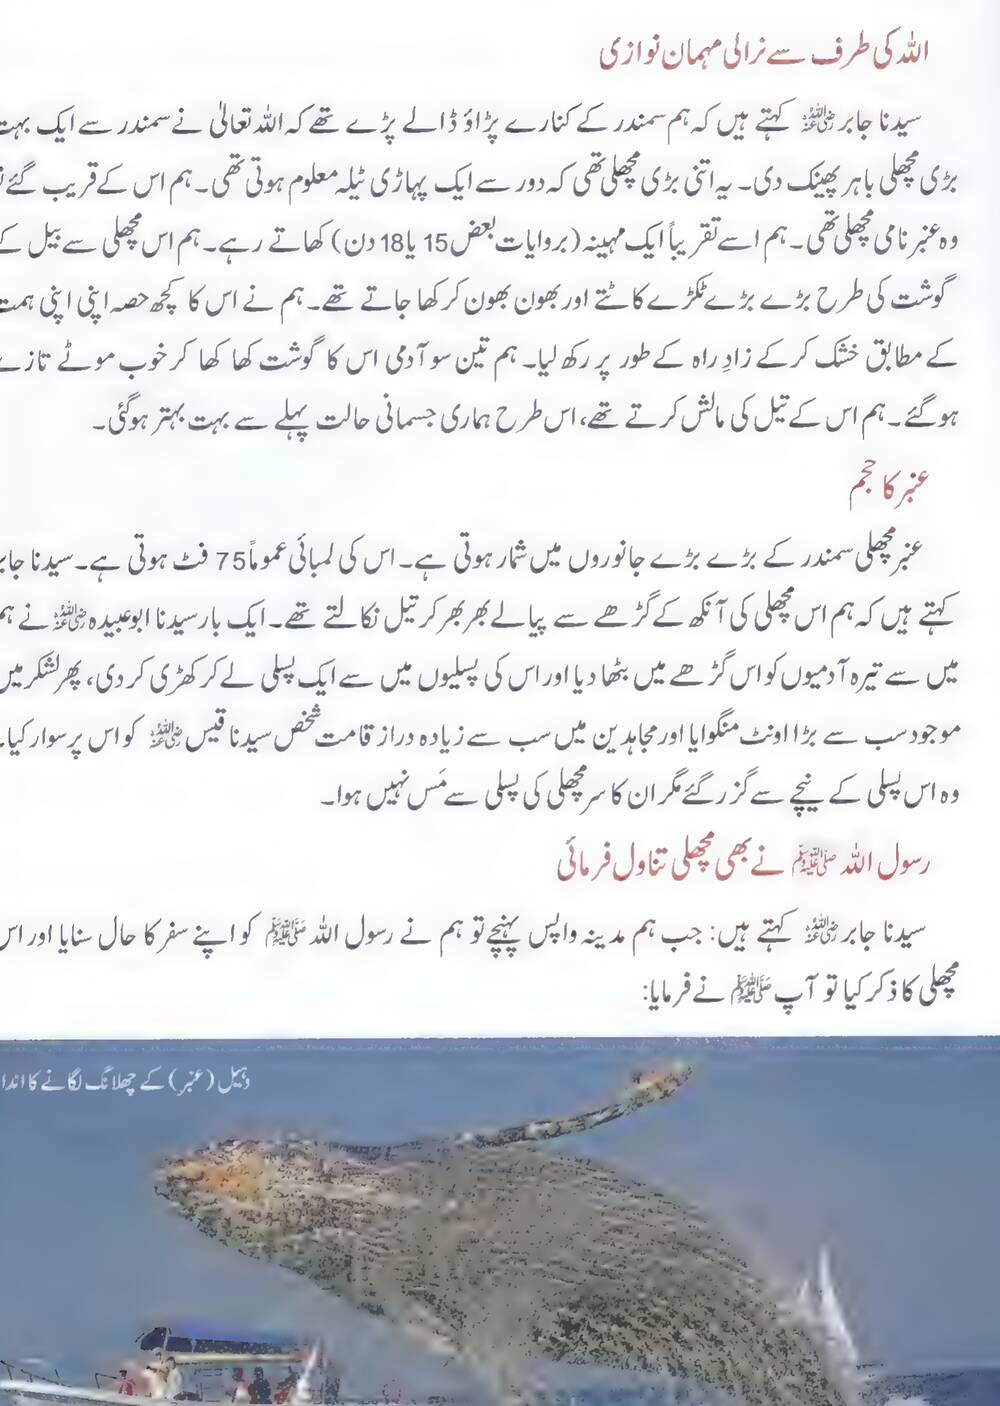 اللہ کی طرف سے نرالی مہمان نوازی
سیدنا جابر رضی اللہ عنہ کہتے ہیں کہ ہم سمندر کے کنارے پڑاؤ ڈالے پڑے تھے کہ اللہ تعالیٰ نے سمندر سے ایک بہت
بڑی مچھلی باہر پھینک دی۔ یہ اتنی بڑی مچھلی تھی کہ دور سے ایک پہاڑی ٹیلہ معلوم ہوتی تھی۔ ہم اس کے قریب گئے
وہ عنبر نامی مچھلی تھی۔ ہم اسے تقریباً ایک مہینہ (بروایات بعض 15 یا 18 دن) کھاتے رہے۔ ہم اس مچھلی سے بیل کے
گوشت کی طرح بڑے بڑے ٹکڑے کاٹتے اور بھون بھون کر کھا جاتے تھے۔ ہم نے اس کا کچھ حصہ اپنی اپنی ہمت
کے مطابق خشک کر کے زادِ راہ کے طور پر رکھ لیا۔ ہم تین سو آدمی اس کا گوشت کھا کھا کر خوب موٹے تازے
ہو گئے۔ ہم اس کے تیل کی مالش کرتے تھے، اس طرح ہماری جسمانی حالت پہلے سے بہت بہتر ہو گئی۔
عنبر کا حجم
عنبر مچھلی سمندر کے بڑے بڑے جانوروں میں شمار ہوتی ہے۔ اس کی لمبائی عموماً 75 فٹ ہوتی ہے۔ سیدنا جابر
کہتے ہیں کہ ہم اس مچھلی کی آنکھ کے گڑھے سے پیالے بھر بھر کر تیل نکالتے تھے۔ ایک بار سیدنا ابوعبیدہ رضی اللہ عنہ نے ہم
میں سے تیرہ آدمیوں کو اس گڑھے میں بٹھا دیا اور اس کی پسلیوں میں سے ایک پسلی لے کر کھڑی کر دی، پھر لشکر میں
موجود سب سے بڑا اونٹ منگوایا اور مجاہدین میں سب سے زیادہ دراز قامت شخص سیدنا قیس رضی اللہ عنہ کو اس پر سوار کیا۔
وہ اس پسلی کے نیچے سے گزر گئے مگر ان کا سر مچھلی کی پسلی سے مَس نہیں ہوا۔
رسول اللہ ﷺ نے بھی مچھلی تناول فرمائی
سیدنا جابر رضی اللہ عنہ کہتے ہیں: جب ہم مدینہ واپس پہنچے تو ہم نے رسول اللہ ﷺ کو اپنے سفر کا حال سنایا اور اس
مچھلی کا ذکر کیا تو آپ ﷺ نے فرمایا:
وہیل (عنبر) کے چھلانگ لگانے کا